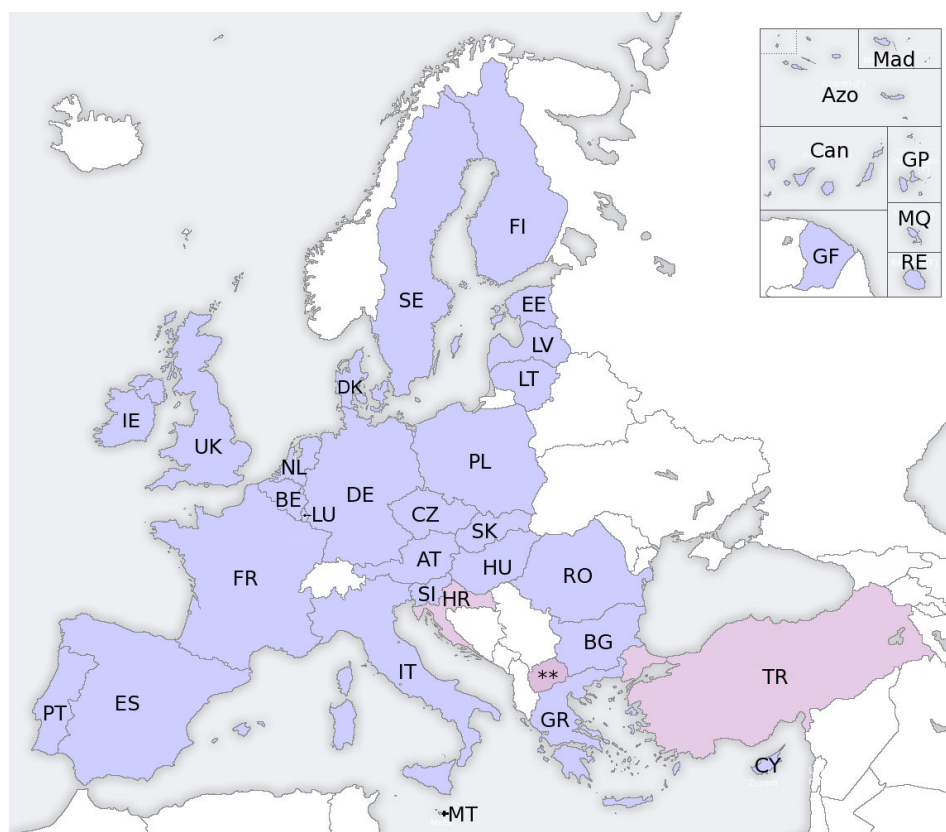 Mad
Azo
Can
GP
MQ
GF
RE
FI
SE
EE
LV
LT
DK
IE
UK
NL
PL
BE
DE
LU
CZ
SK
AT
HU
FR
RO
SI
HR
BG
IT
**
TR
ES
PT
GR
CY
MT